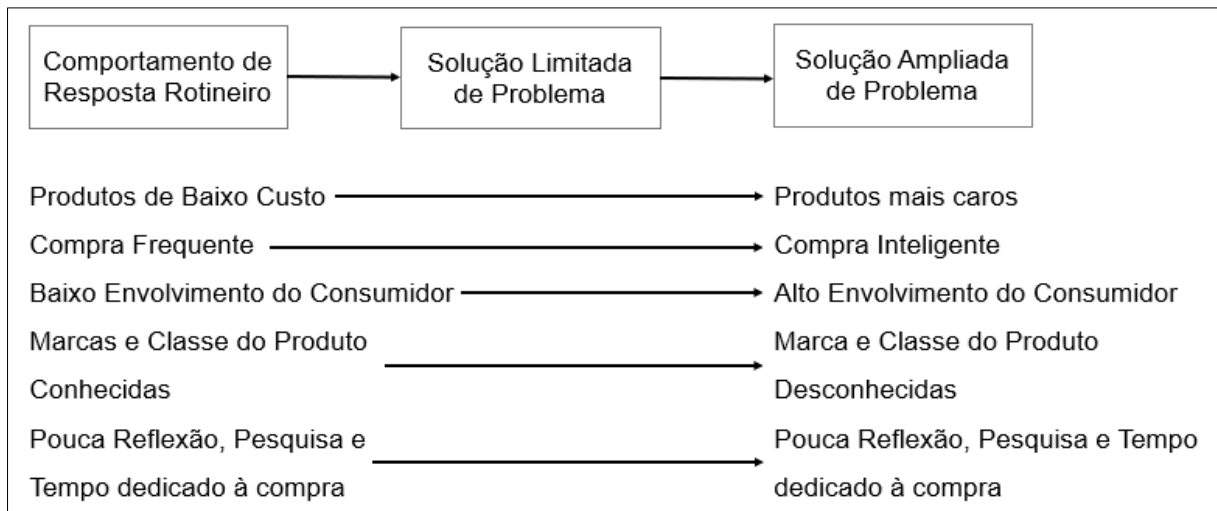 Comportamento de
Resposta Rotineiro
Solução Limitada
de Problema
Solução Ampliada
de Problema
Produtos de Baixo Custo
Produtos mais caros
Compra Frequente
Compra Inteligente
Baixo Envolvimento do Consumidor
Alto Envolvimento do Consumidor
Marcas e Classe do Produto
Conhecidas
Marca e Classe do Produto
Desconhecidas
Pouca Reflexão, Pesquisa e
Tempo dedicado à compra
Pouca Reflexão, Pesquisa e Tempo
dedicado à compra